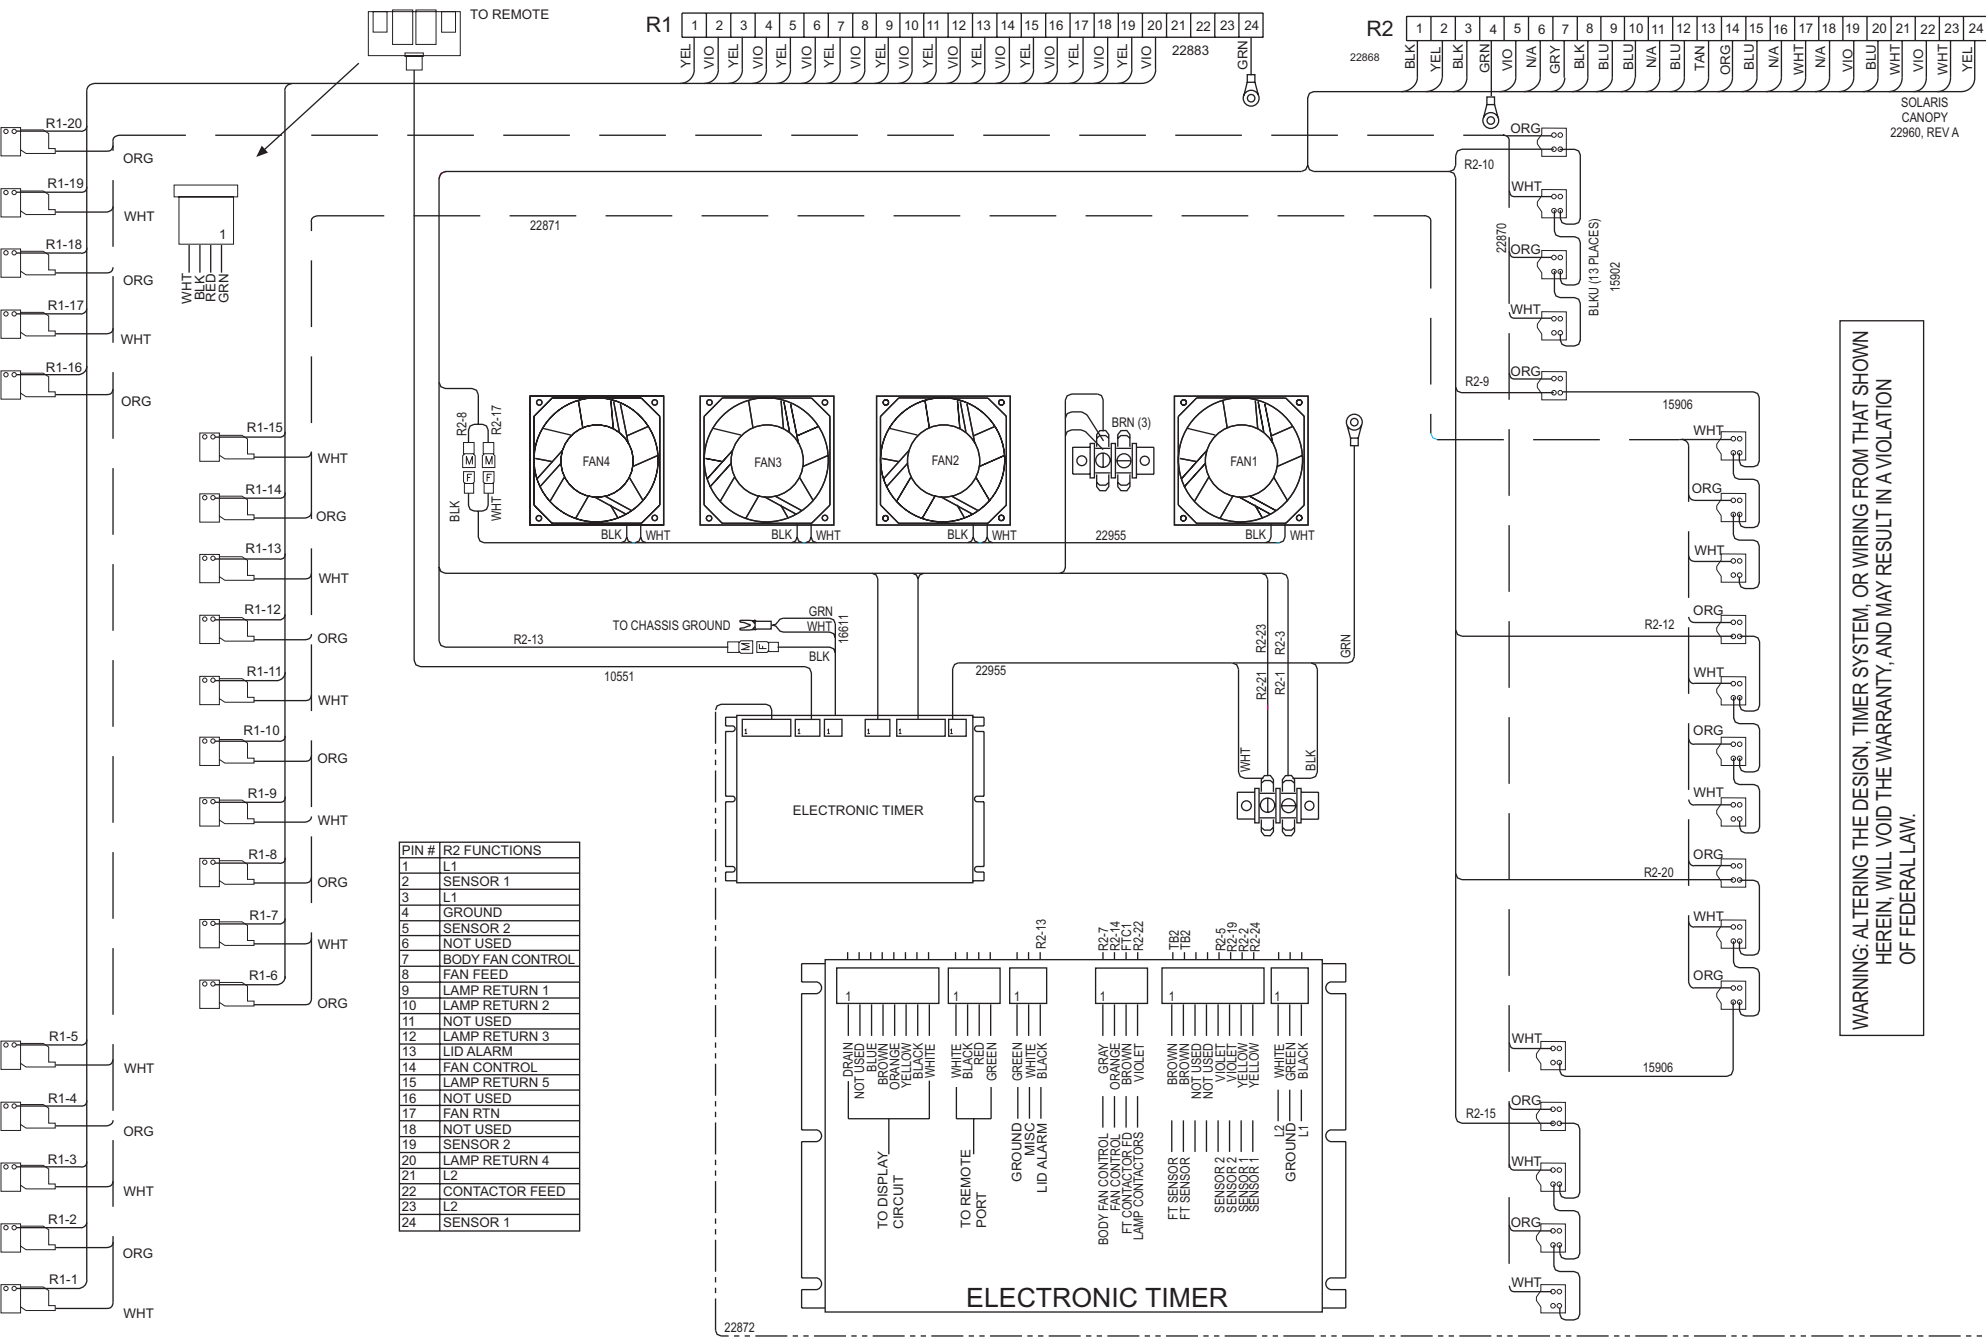 TO REMOTE
R1 1 2 3 4 5 6 7 8 9 10 11 12 13 14 15 16 17 18 19 20 21 22 23 24
YEL VIO YEL VIO YEL VIO YEL VIO YEL VIO YEL VIO YEL VIO YEL VIO YEL VIO YEL VIO 22883 GRN
R2 1 2 3 4 5 6 7 8 9 10 11 12 13 14 15 16 17 18 19 20 21 22 23 24
22868 BLK YEL BLK GRN VIO N/A GRY BLK BLU BLU N/A BLU TAN ORG BLU N/A WHT N/A VIO BLU WHT VIO WHT YEL
SOLARIS
CANOPY
22960, REV A
R1-20
ORG
R1-19
WHT
R1-18
ORG
R1-17
WHT
R1-16
ORG
1
WHT
BLK
RED
GRN
R1-15
WHT
R1-14
ORG
R1-13
WHT
R1-12
ORG
R1-11
WHT
R1-10
ORG
R1-9
WHT
R1-8
ORG
R1-7
WHT
R1-6
ORG
R1-5
WHT
R1-4
ORG
R1-3
WHT
R1-2
ORG
R1-1
WHT
22871
R2-8
R2-17
M M
F F
BLK
WHT
FAN4
BLK WHT
FAN3
BLK WHT
FAN2
BLK WHT
BRN (3)
FAN1
BLK WHT
22955
TO CHASSIS GROUND
GRN
WHT
16611
R2-13
M F
BLK
10551
22955
R2-23
R2-3
R2-21
R2-1
GRN
WHT
BLK
1 1 1 1 1 1
ELECTRONIC TIMER
PIN # R2 FUNCTIONS
1 L1
2 SENSOR 1
3 L1
4 GROUND
5 SENSOR 2
6 NOT USED
7 BODY FAN CONTROL
8 FAN FEED
9 LAMP RETURN 1
10 LAMP RETURN 2
11 NOT USED
12 LAMP RETURN 3
13 LID ALARM
14 FAN CONTROL
15 LAMP RETURN 5
16 NOT USED
17 FAN RTN
18 NOT USED
19 SENSOR 2
20 LAMP RETURN 4
21 L2
22 CONTACTOR FEED
23 L2
24 SENSOR 1
R2-13
R2-7
R2-14
FTC1
R2-22
TB2
TB2
R2-5
R2-19
R2-2
R2-24
1 1 1 1 1 1
DRAIN
NOT USED
BLUE
BROWN
ORANGE
YELLOW
BLACK
WHITE
TO DISPLAY
CIRCUIT
WHITE
BLACK
RED
GREEN
TO REMOTE
PORT
GREEN
WHITE
BLACK
GROUND
MISC
LID ALARM
GRAY
ORANGE
BROWN
VIOLET
BODY FAN CONTROL
FAN CONTROL
FT CONTACTOR FD
LAMP CONTACTORS
BROWN
BROWN
NOT USED
NOT USED
VIOLET
VIOLET
YELLOW
YELLOW
FT SENSOR
FT SENSOR
SENSOR 2
SENSOR 2
SENSOR 1
SENSOR 1
WHITE
GREEN
BLACK
L2
GROUND
L1
ELECTRONIC TIMER
22872
ORG
R2-10
WHT
22870
ORG
BLKU (13 PLACES)
15902
WHT
ORG
R2-9
15906
WHT
ORG
WHT
ORG
R2-12
WHT
ORG
WHT
ORG
R2-20
WHT
ORG
WHT
15906
ORG
R2-15
WHT
ORG
WHT
WARNING: ALTERING THE DESIGN, TIMER SYSTEM, OR WIRING FROM THAT SHOWN
HEREIN, WILL VOID THE WARRANTY, AND MAY RESULT IN A VIOLATION
OF FEDERAL LAW.